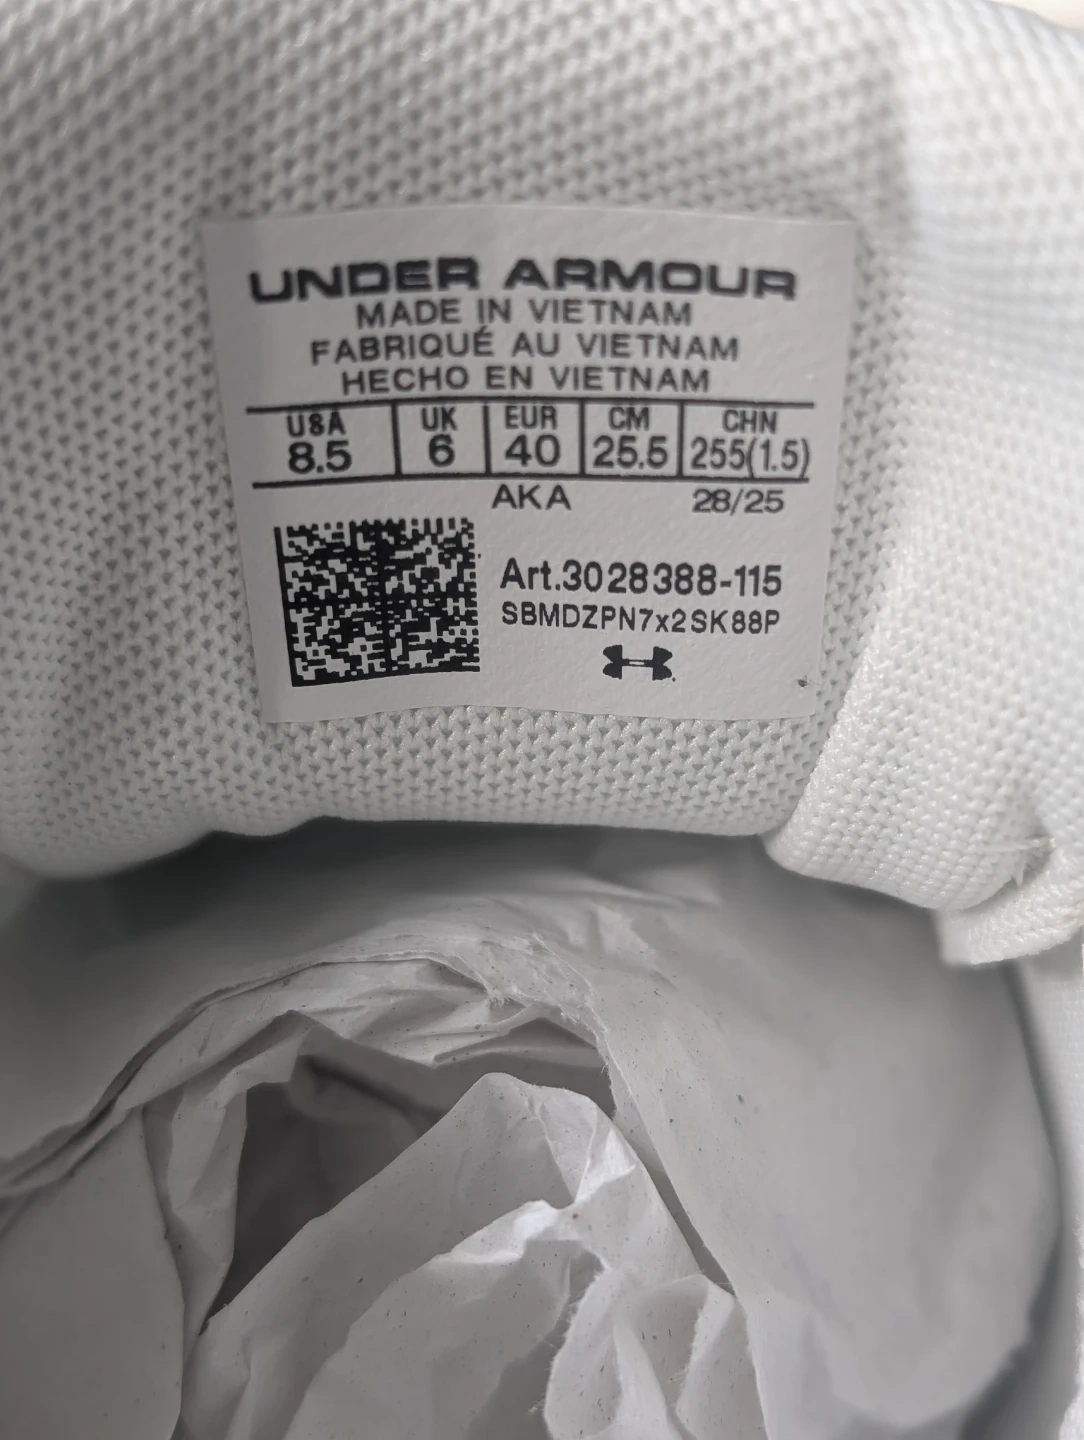 UNDER ARMOUR
MADE IN VIETNAM
FABRIQUÉ AU VIETNAM
HECHO EN VIETNAM
USA UK EUR CM CHN
8.5 6 40 25.5 255(1.5)
AKA 28/25
Art.3028388-115
SBMDZPN7x2SK88P